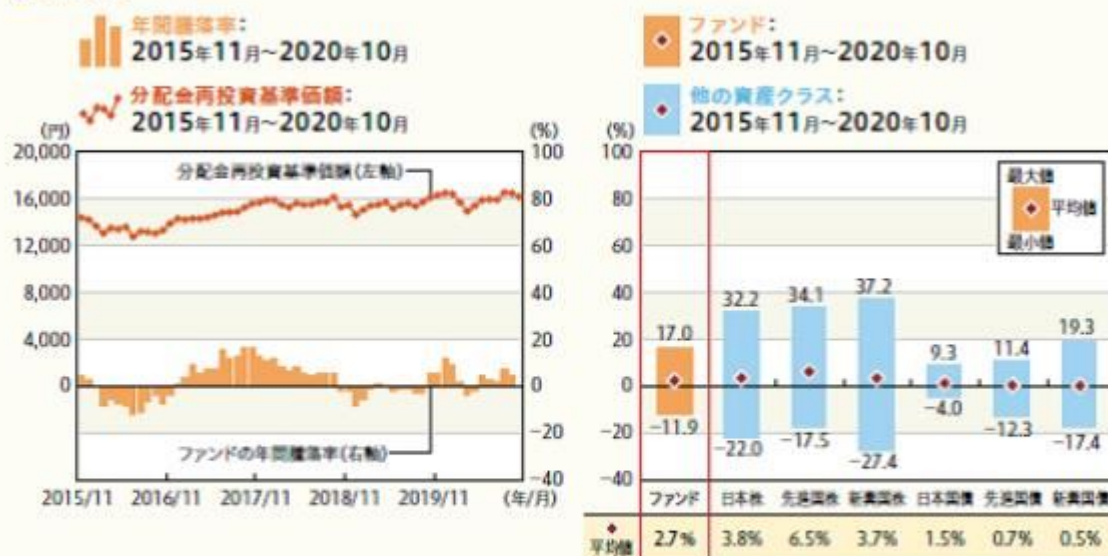 年間騰落率:
2015年11月~2020年10月
分配金再投資基準価額:
2015年11月~2020年10月
(円)
(%)
20,000
16,000
12,000
8,000
4,000
0
100
80
60
40
20
0
−20
−40
分配金再投資基準価額(左軸)
ファンドの年間騰落率(右軸)
2015/11 2016/11 2017/11 2018/11 2019/11 (年/月)
ファンド:
2015年11月~2020年10月
他の資産クラス:
2015年11月~2020年10月
(%)
100
80
60
40
20
0
−20
−40
最大値
平均値
最小値
17.0 32.2 34.1 37.2 9.3 11.4 19.3
−11.9 −22.0 −17.5 −27.4 −4.0 −12.3 −17.4
ファンド 日本株 先進国株 新興国株 日本国債 先進国債 新興国債
平均値 2.7% 3.8% 6.5% 3.7% 1.5% 0.7% 0.5%